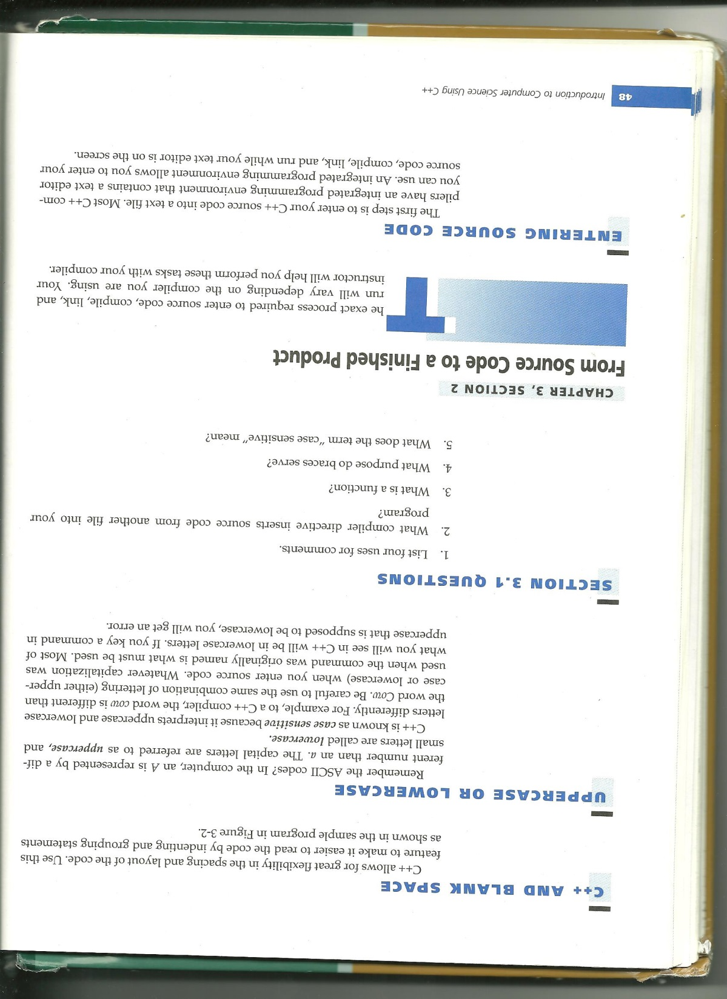 C++ AND BLANK SPACE
C++ allows for great flexibility in the spacing and layout of the code. Use this
feature to make it easier to read the code by indenting and grouping statements
as shown in the sample program in Figure 3-2.
UPPERCASE OR LOWERCASE
Remember the ASCII codes? In the computer, an A is represented by a dif-
ferent number than an a. The capital letters are referred to as uppercase, and
small letters are called lowercase.
C++ is known as case sensitive because it interprets uppercase and lowercase
letters differently. For example, to a C++ compiler, the word cow is different than
the word Cow. Be careful to use the same combination of lettering (either upper-
case or lowercase) when you enter source code. Whatever capitalization was
used when the command was originally named is what must be used. Most of
what you will see in C++ will be in lowercase letters. If you key a command in
uppercase that is supposed to be lowercase, you will get an error.
SECTION 3.1 QUESTIONS
1. List four uses for comments.
2. What compiler directive inserts source code from another file into your
program?
3. What is a function?
4. What purpose do braces serve?
5. What does the term "case sensitive" mean?
CHAPTER 3, SECTION 2
From Source Code to a Finished Product
The exact process required to enter source code, compile, link, and
run will vary depending on the compiler you are using. Your
instructor will help you perform these tasks with your compiler.
ENTERING SOURCE CODE
The first step is to enter your C++ source code into a text file. Most C++ com-
pilers have an integrated programming environment that contains a text editor
you can use. An integrated programming environment allows you to enter your
source code, compile, link, and run while your text editor is on the screen.
48 Introduction to Computer Science Using C++